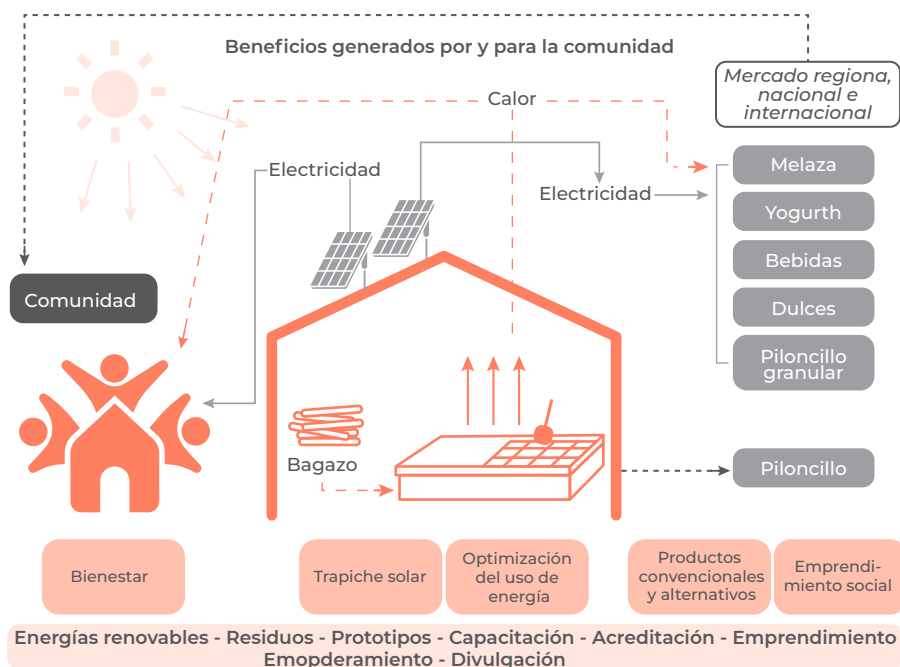 Beneficios generados por y para la comunidad
Mercado regiona,
nacional e
internacional
Calor
Electricidad
Electricidad
Melaza
Yogurth
Bebidas
Dulces
Piloncillo
granular
Comunidad
Bagazo
Piloncillo
Bienestar
Trapiche solar
Optimización
del uso de
energía
Productos
convencionales
y alternativos
Emprendi-
miento social
Energías renovables - Residuos - Prototipos - Capacitación - Acreditación - Emprendimiento
Emopderamiento - Divulgación